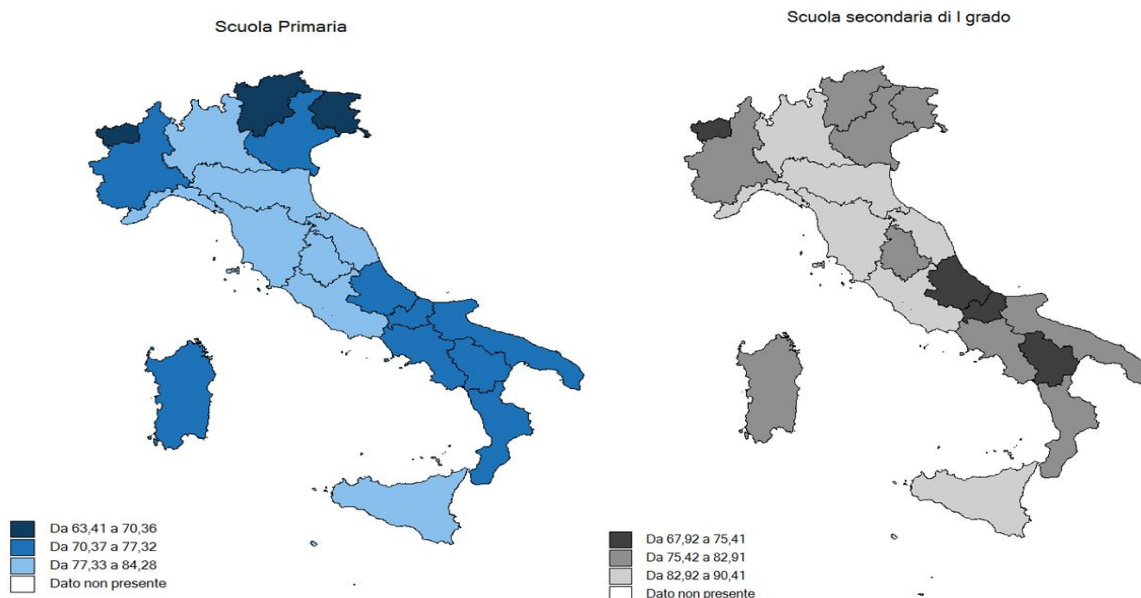 Scuola Primaria
Da 63,41 a 70,36
Da 70,37 a 77,32
Da 77,33 a 84,28
Dato non presente
Scuola secondaria di I grado
Da 67,92 a 75,41
Da 75,42 a 82,91
Da 82,92 a 90,41
Dato non presente